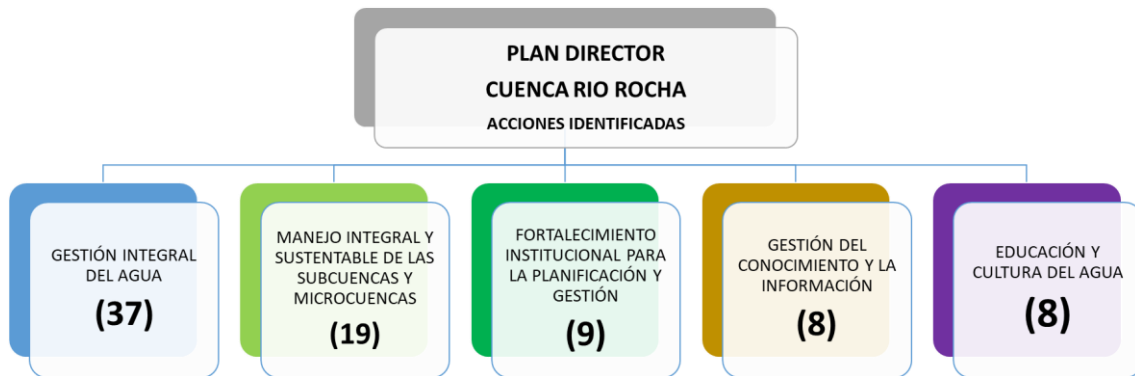 PLAN DIRECTOR
CUENCA RIO ROCHA
ACCIONES IDENTIFICADAS
GESTIÓN INTEGRAL
DEL AGUA
(37)
MANEJO INTEGRAL Y
SUSTENTABLE DE LAS
SUBCUENCAS Y
MICROCUENCAS
(19)
FORTALECIMIENTO
INSTITUCIONAL PARA
LA PLANIFICACIÓN Y
GESTIÓN
(9)
GESTIÓN DEL
CONOCIMIENTO Y LA
INFORMACIÓN
(8)
EDUCACIÓN Y
CULTURA DEL AGUA
(8)